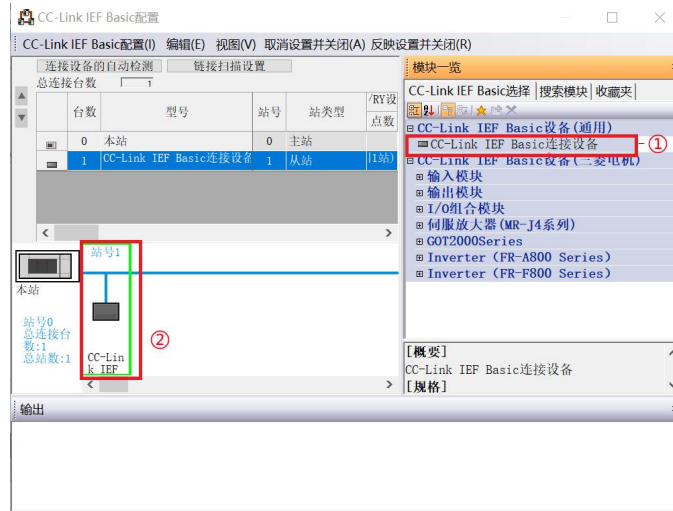 CC-Link IEF Basic配置
CC-Link IEF Basic配置(I) 编辑(E) 视图(V) 取消设置并关闭(A) 反映设置并关闭(R)
连接设备的自动检测 链接扫描设置
总连接台数 1
台数 型号 站号 站类型 /RY设
点数
0 本站 0 主站
1 CC-Link IEF Basic连接设备 1 从站 |1站)
站号1
本站
站号0
总连接台
数:1
总站数:1
CC-Lin
k IEF
②
模块一览
CC-Link IEF Basic选择 搜索模块 收藏夹
CC-Link IEF Basic设备(通用)
CC-Link IEF Basic连接设备 ①
CC-Link IEF Basic设备(三菱电机)
输入模块
输出模块
I/O组合模块
伺服放大器(MR-J4系列)
GOT2000Series
Inverter (FR-A800 Series)
Inverter (FR-F800 Series)
[概要]
CC-Link IEF Basic连接设备
[规格]
输出